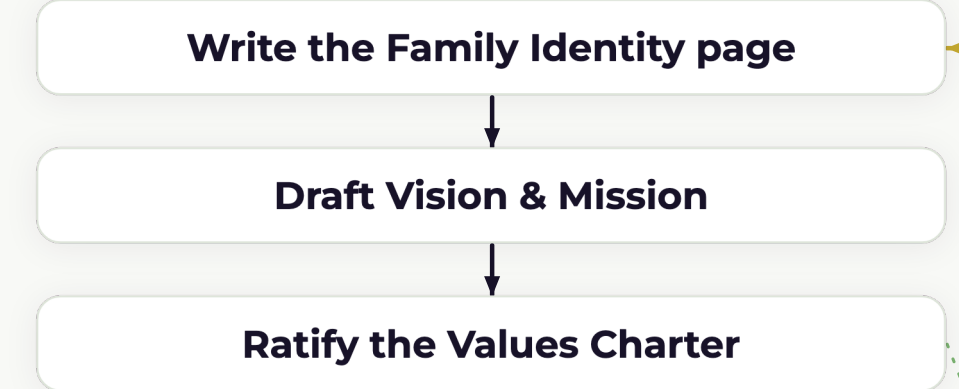 Write the Family Identity page
Draft Vision & Mission
Ratify the Values Charter